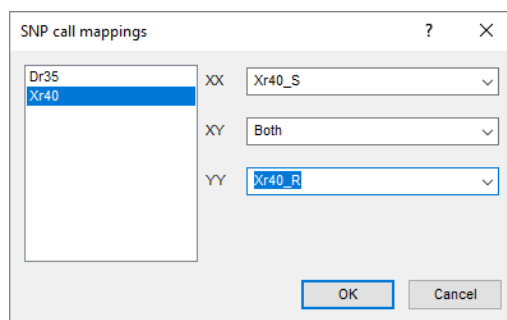 SNP call mappings ?
Dr35
Xr40
XX Xr40_S
XY Both
YY Xr40_R
OK Cancel